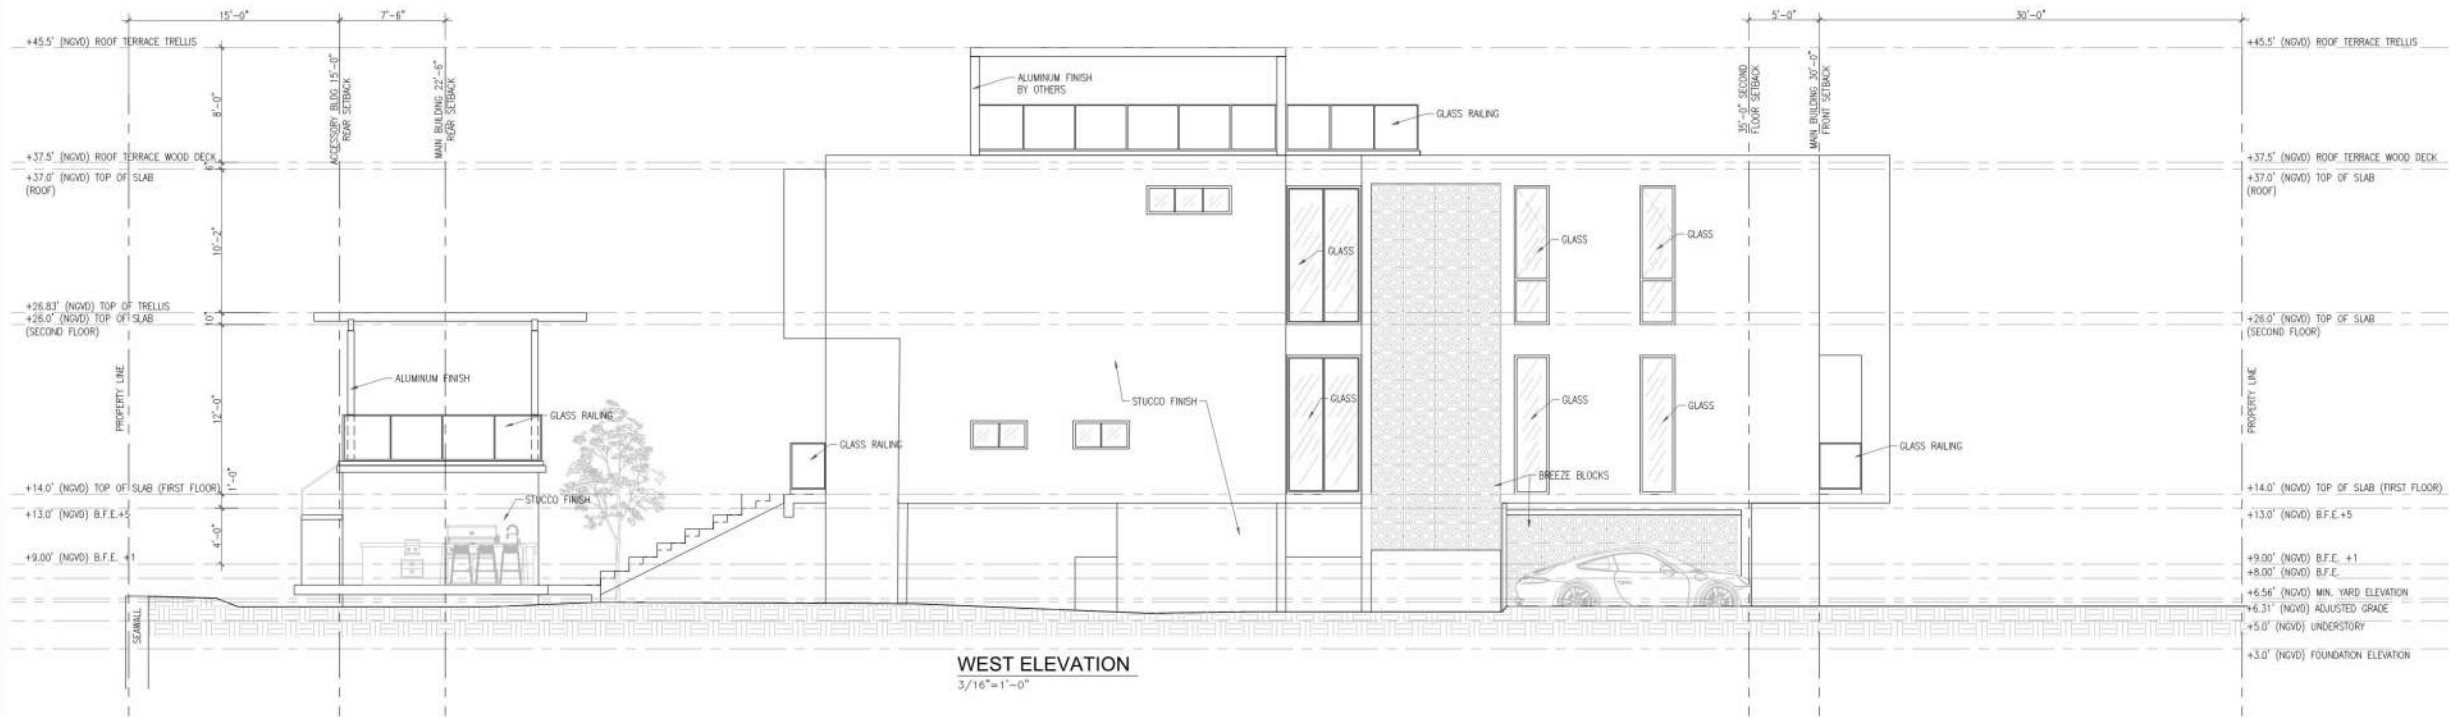 15'-0"
7'-6"
5'-0"
30'-0"
+45.5' (NGVD) ROOF TERRACE TRELLIS
+37.5' (NGVD) ROOF TERRACE WOOD DECK
+37.0' (NGVD) TOP OF SLAB
(ROOF)
+26.83' (NGVD) TOP OF TRELLIS
+26.0' (NGVD) TOP OF SLAB
(SECOND FLOOR)
+14.0' (NGVD) TOP OF SLAB (FIRST FLOOR)
+13.0' (NGVD) B.F.E.+5
+9.00' (NGVD) B.F.E. +1
PROPERTY LINE
SEAWALL
8'-0"
6"
10'-2"
10"
12'-0"
1'-0"
4'-0"
ACCESSORY BLDG 15'-0"
REAR SETBACK
MAIN BUILDING 22'-6"
REAR SETBACK
ALUMINUM FINISH
GLASS RAILING
STUCCO FINISH
GLASS RAILING
ALUMINUM FINISH
BY OTHERS
GLASS RAILING
GLASS
GLASS
GLASS
STUCCO FINISH
GLASS
GLASS
GLASS
BREEZE BLOCKS
GLASS RAILING
35'-0" SECOND
FLOOR SETBACK
MAIN BUILDING 30'-0"
FRONT SETBACK
PROPERTY LINE
+45.5' (NGVD) ROOF TERRACE TRELLIS
+37.5' (NGVD) ROOF TERRACE WOOD DECK
+37.0' (NGVD) TOP OF SLAB
(ROOF)
+26.0' (NGVD) TOP OF SLAB
(SECOND FLOOR)
+14.0' (NGVD) TOP OF SLAB (FIRST FLOOR)
+13.0' (NGVD) B.F.E.+5
+9.00' (NGVD) B.F.E. +1
+8.00' (NGVD) B.F.E.
+6.56' (NGVD) MIN. YARD ELEVATION
+6.31' (NGVD) ADJUSTED GRADE
+5.0' (NGVD) UNDERSTORY
+3.0' (NGVD) FOUNDATION ELEVATION
WEST ELEVATION
3/16"=1'-0"